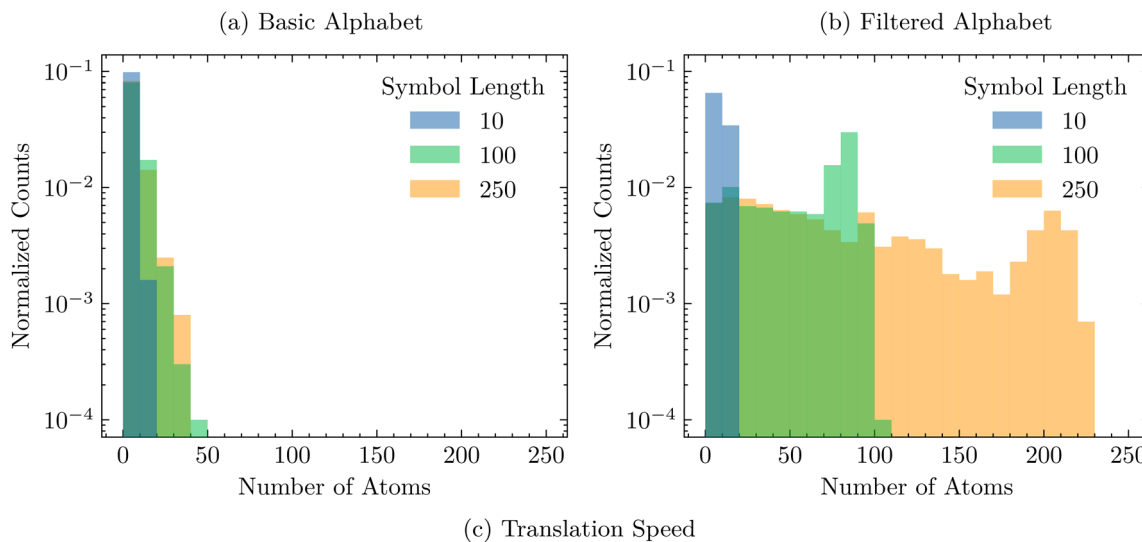 (a) Basic Alphabet
10⁻¹
10⁻²
10⁻³
10⁻⁴
Normalized Counts
Symbol Length
10
100
250
0 50 100 150 200 250
Number of Atoms
(b) Filtered Alphabet
10⁻¹
10⁻²
10⁻³
10⁻⁴
Normalized Counts
Symbol Length
10
100
250
0 50 100 150 200 250
Number of Atoms
(c) Translation Speed